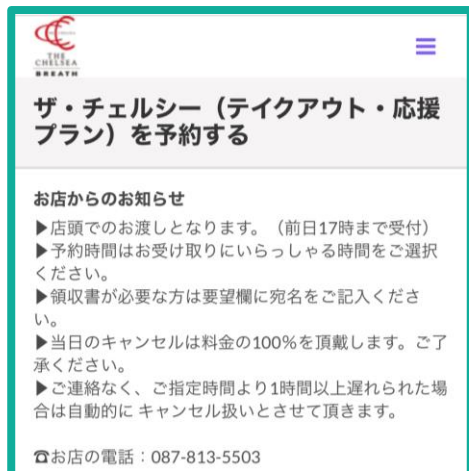 THE
CHELSEA
BREATH
ザ・チェルシー（テイクアウト・応援
プラン）を予約する
お店からのお知らせ
▶店頭でのお渡しとなります。（前日17時まで受付）
▶予約時間はお受け取りにいらっしゃる時間をご選択
ください。
▶領収書が必要な方は要望欄に宛名をご記入くださ
い。
▶当日のキャンセルは料金の100%を頂戴します。ご了
承ください。
▶ご連絡なく、ご指定時間より1時間以上遅れられた場
合は自動的に キャンセル扱いとさせて頂きます。
☎お店の電話：087-813-5503